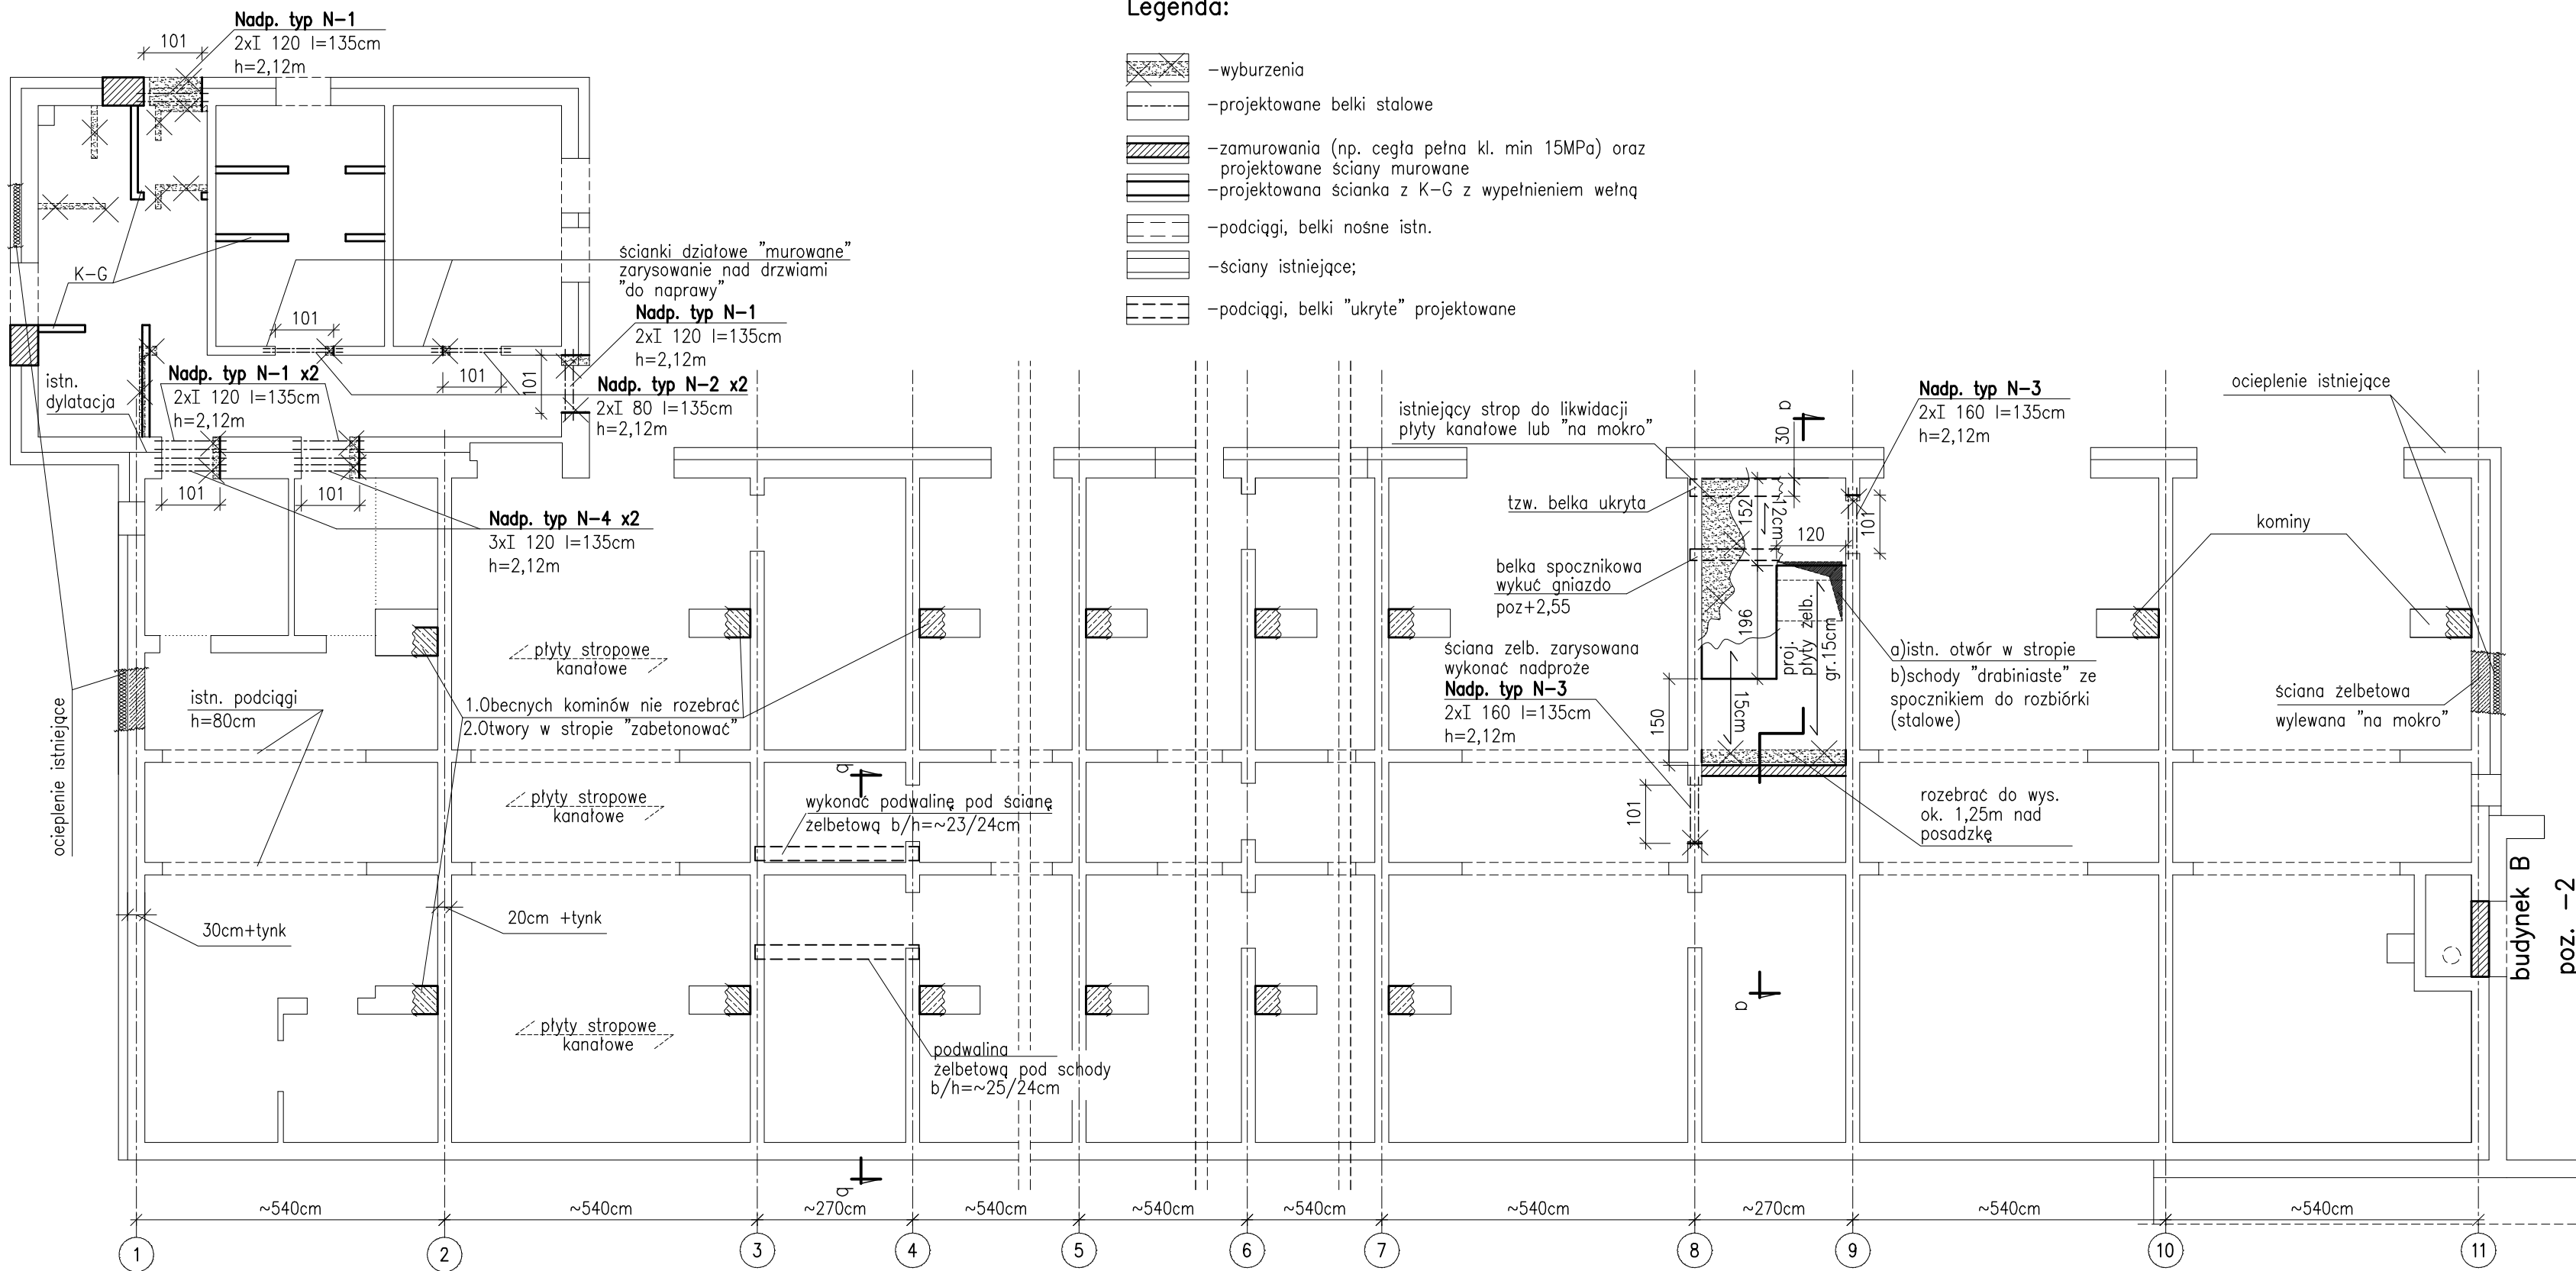 Legenda:
-wyburzenia
-projektowane belki stalowe
-zamurowania (np. cegła pełna kl. min 15MPa) oraz
projektowane ściany murowane
-projektowana ścianka z K-G z wypełnieniem wełną
-podciągi, belki nośne istn.
-ściany istniejące;
-podciągi, belki "ukryte" projektowane
Nadp. typ N-1
2xI 120 l=135cm
h=2,12m
101
K-G
ścianki działowe "murowane"
zarysowanie nad drzwiami
"do naprawy"
Nadp. typ N-1
2xI 120 l=135cm
h=2,12m
101
101
101
Nadp. typ N-2 x2
2xI 80 l=135cm
h=2,12m
istn.
dylatacja
Nadp. typ N-1 x2
2xI 120 l=135cm
h=2,12m
101
101
Nadp. typ N-4 x2
3xI 120 l=135cm
h=2,12m
istniejący strop do likwidacji
płyty kanałowe lub "na mokro"
tzw. belka ukryta
belka spocznikowa
wykuć gniazdo
poz+2,55
ściana zelb. zarysowana
wykonać nadproże
Nadp. typ N-3
2xI 160 l=135cm
h=2,12m
a
30
152
12cm
120
101
196
proj.
płyty żelb.
gr.15cm
15cm
150
101
Nadp. typ N-3
2xI 160 l=135cm
h=2,12m
ocieplenie istniejące
kominy
a)istn. otwór w stropie
b)schody "drabiniaste" ze
spocznikiem do rozbiórki
(stalowe)
ściana żelbetowa
wylewana "na mokro"
rozebrać do wys.
ok. 1,25m nad
posadzkę
płyty stropowe
kanałowe
1.Obecnych kominów nie rozebrać
2.Otwory w stropie "zabetonować"
istn. podciągi
h=80cm
ocieplenie istniejące
płyty stropowe
kanałowe
b
wykonać podwalinę pod ścianę
żelbetową b/h=~23/24cm
30cm+tynk
20cm +tynk
płyty stropowe
kanałowe
podwalina
żelbetową pod schody
b/h=~25/24cm
a
b
budynek B
poz. -2
~540cm
~540cm
~270cm
~540cm
~540cm
~540cm
~540cm
~270cm
~540cm
~540cm
1
2
3
4
5
6
7
8
9
10
11